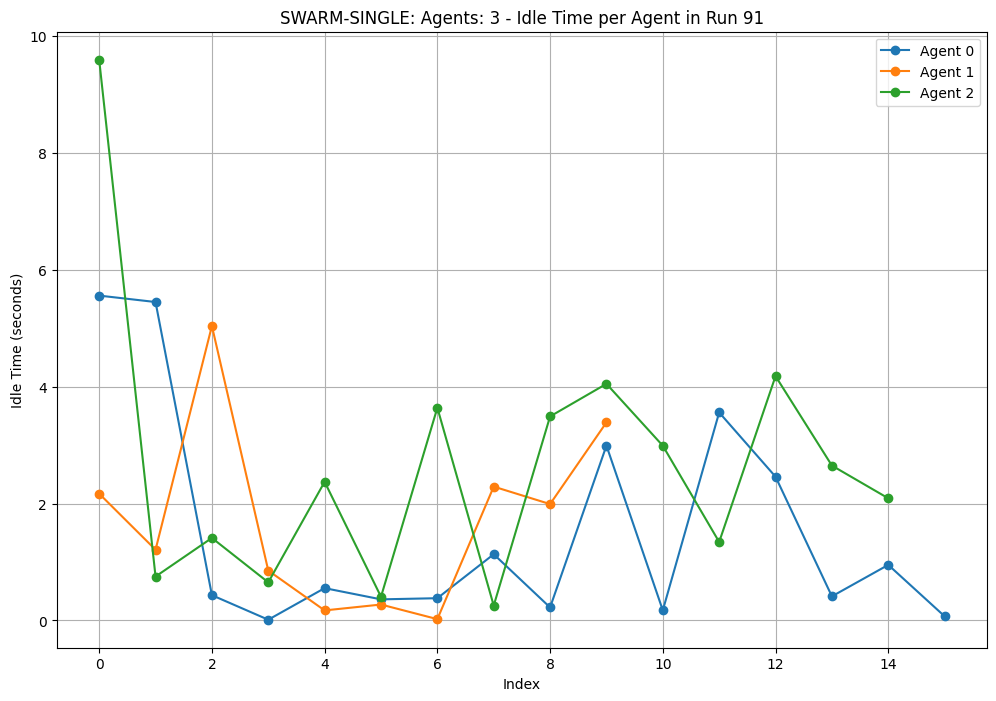 SWARM-SINGLE: Agents: 3 - Idle Time per Agent in Run 91
Agent 0
Agent 1
Agent 2
Idle Time (seconds)
10
8
6
4
2
0
0 2 4 6 8 10 12 14
Index